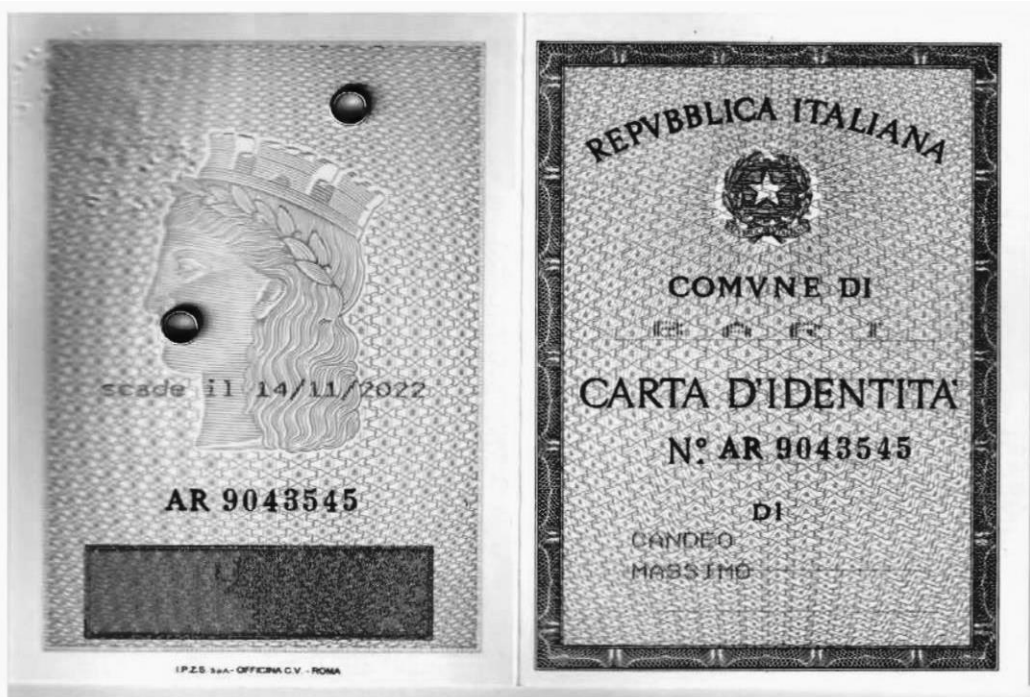 scade il 14/11/2022
AR 9043545
I.P.Z.S. S.p.A. - OFFICINA C.V. - ROMA
REPVBBLICA ITALIANA
COMVNE DI
BARI
CARTA D'IDENTITA'
N.º AR 9043545
DI
CANDEO
MASSIMO